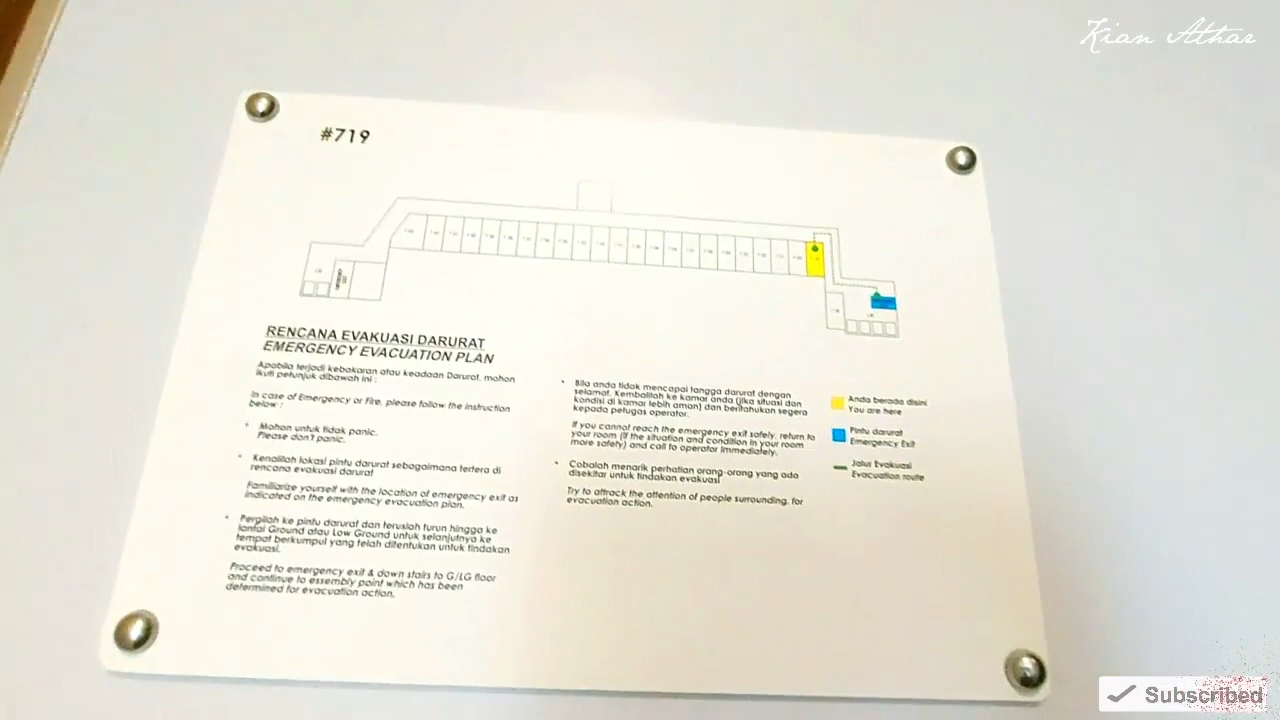 Kian Athar
#719
EMERGENCY
EXIT
RENCANA EVAKUASI DARURAT
EMERGENCY EVACUATION PLAN
Apabila terjadi kebakaran atau keadaan Darurat, mohon
ikuti petunjuk dibawah ini :
In case of Emergency or Fire, please follow the instruction
below :
• Mohon untuk tidak panic.
Please don't panic.
• Kenalilah lokasi pintu darurat sebagaimana tertera di
rencana evakuasi darurat
Familiarize yourself with the location of emergency exit as
indicated on the emergency evacuation plan.
• Pergilah ke pintu darurat dan teruslah turun hingga ke
lantai Ground atau Low Ground untuk selanjutnya ke
tempat berkumpul yang telah ditentukan untuk tindakan
evakuasi.
Proceed to emergency exit & down stairs to G/LG floor
and continue to essembly point which has been
determined for evacuation action.
• Bila anda tidak mencapai tangga darurat dengan
selamat. Kembalilah ke kamar anda (jika situasi dan
kondisi di kamar lebih aman) dan beritahukan segera
kepada petugas operator.
If you cannot reach the emergency exit safely, return to
your room (if the situation and condition in your room
more safety) and call to operator immediately.
• Cobalah menarik perhatian orang-orang yang ada
disekitar untuk tindakan evakuasi
Try to attrack the attention of people surrounding, for
evacuation action.
Anda berada disini
You are here
Pintu darurat
Emergency Exit
Jalur Evakuasi
Evacuation route
Subscribed